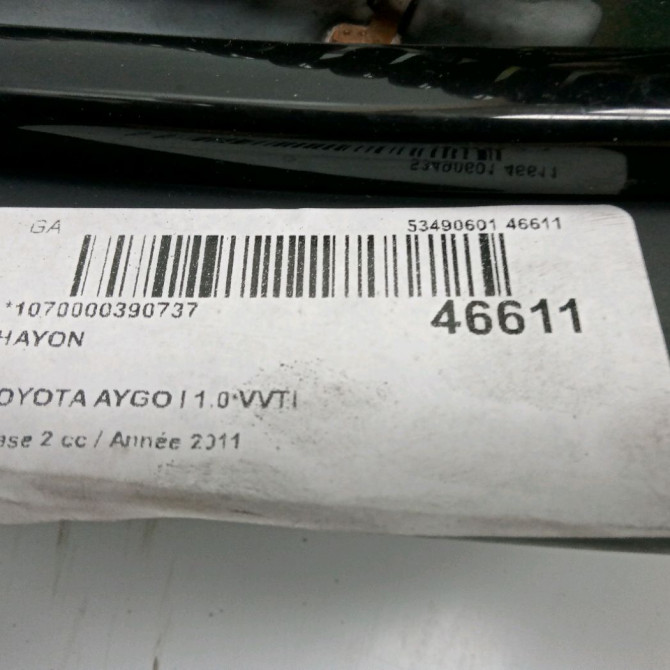 GA 53490601 46611
*1070000390737 46611
HAYON
OYOTA AYGO I 1.0 VVTI
ase 2 cc / Année 2011